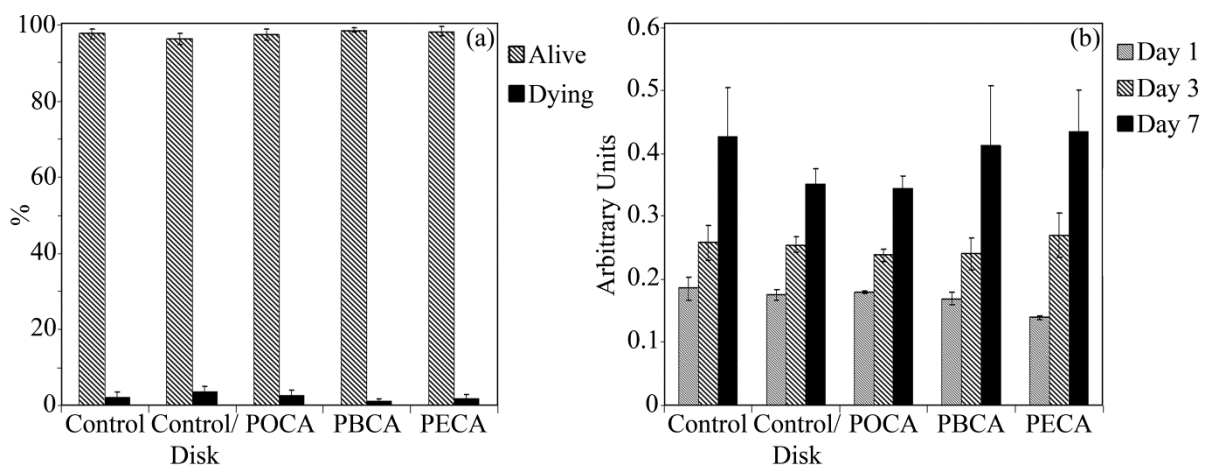 100
80
60
40
20
0
%
(a)
Alive
Dying
Control
Control/
Disk
POCA
PBCA
PECA
0.6
0.5
0.4
0.3
0.2
0.1
0
Arbitrary Units
(b)
Day 1
Day 3
Day 7
Control
Control/
Disk
POCA
PBCA
PECA